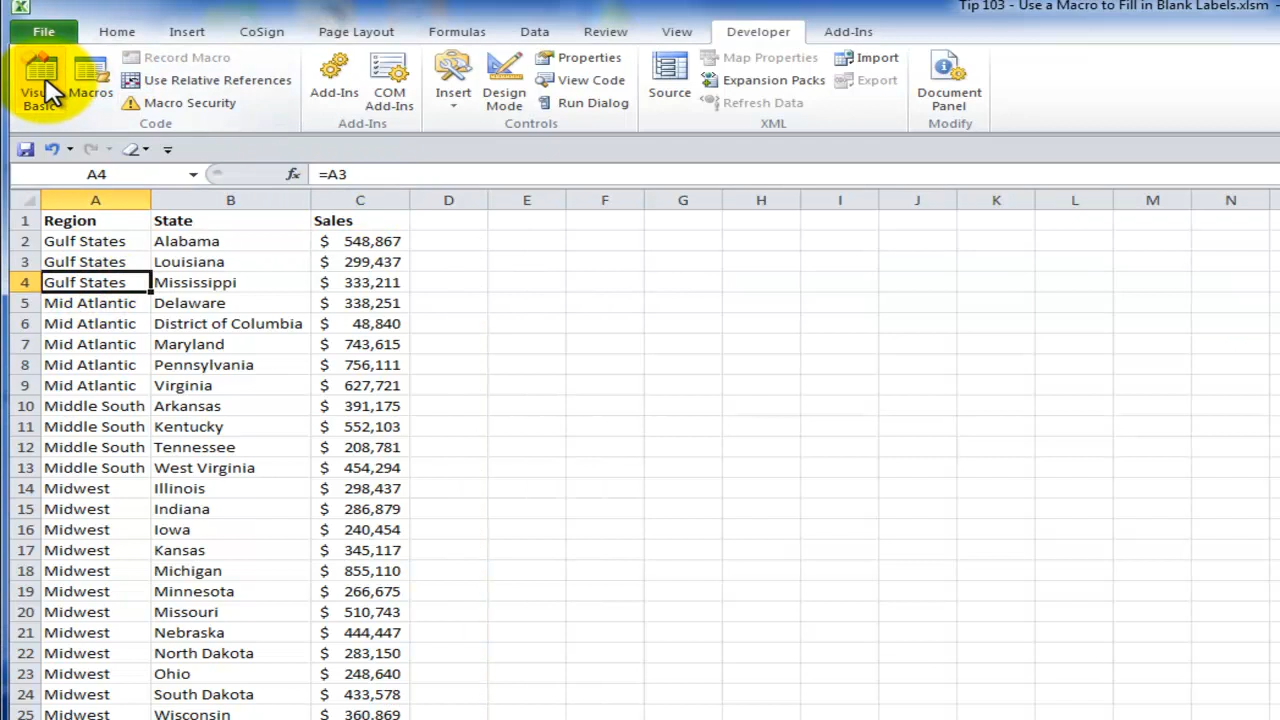 Tip 103 - Use a Macro to Fill in Blank Labels.xlsm -
File Home Insert CoSign Page Layout Formulas Data Review View Developer Add-Ins
Visual Basic
Macros
Record Macro
Use Relative References
Macro Security
Code
Add-Ins
COM Add-Ins
Add-Ins
Insert
Design Mode
Properties
View Code
Run Dialog
Controls
Source
Map Properties
Expansion Packs
Refresh Data
Import
Export
XML
Document Panel
Modify
A4 fx =A3
A B C D E F G H I J K L M N
1 Region State Sales
2 Gulf States Alabama $ 548,867
3 Gulf States Louisiana $ 299,437
4 Gulf States Mississippi $ 333,211
5 Mid Atlantic Delaware $ 338,251
6 Mid Atlantic District of Columbia $ 48,840
7 Mid Atlantic Maryland $ 743,615
8 Mid Atlantic Pennsylvania $ 756,111
9 Mid Atlantic Virginia $ 627,721
10 Middle South Arkansas $ 391,175
11 Middle South Kentucky $ 552,103
12 Middle South Tennessee $ 208,781
13 Middle South West Virginia $ 454,294
14 Midwest Illinois $ 298,437
15 Midwest Indiana $ 286,879
16 Midwest Iowa $ 240,454
17 Midwest Kansas $ 345,117
18 Midwest Michigan $ 855,110
19 Midwest Minnesota $ 266,675
20 Midwest Missouri $ 510,743
21 Midwest Nebraska $ 444,447
22 Midwest North Dakota $ 283,150
23 Midwest Ohio $ 248,640
24 Midwest South Dakota $ 433,578
25 Midwest Wisconsin $ 360,869